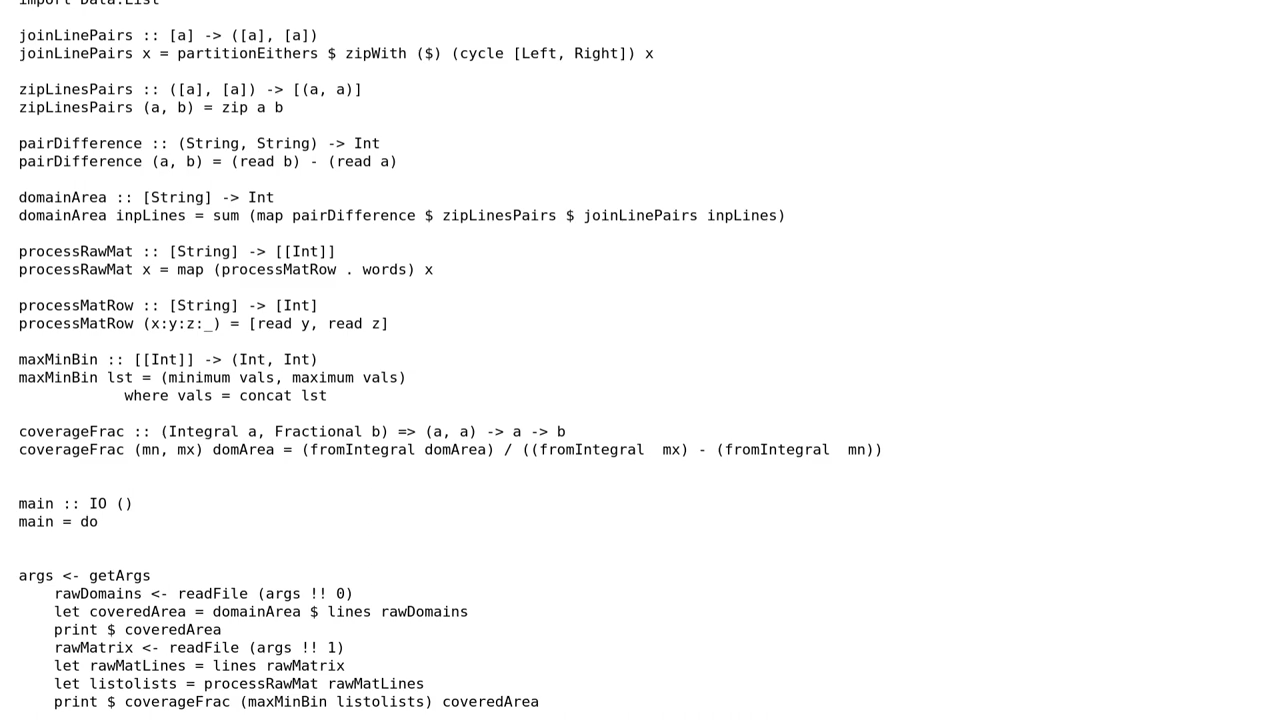 import Data.List
joinLinePairs :: [a] -> ([a], [a])
joinLinePairs x = partitionEithers $ zipWith ($) (cycle [Left, Right]) x
zipLinesPairs :: ([a], [a]) -> [(a, a)]
zipLinesPairs (a, b) = zip a b
pairDifference :: (String, String) -> Int
pairDifference (a, b) = (read b) - (read a)
domainArea :: [String] -> Int
domainArea inpLines = sum (map pairDifference $ zipLinesPairs $ joinLinePairs inpLines)
processRawMat :: [String] -> [[Int]]
processRawMat x = map (processMatRow . words) x
processMatRow :: [String] -> [Int]
processMatRow (x:y:z:_) = [read y, read z]
maxMinBin :: [[Int]] -> (Int, Int)
maxMinBin lst = (minimum vals, maximum vals)
            where vals = concat lst
coverageFrac :: (Integral a, Fractional b) => (a, a) -> a -> b
coverageFrac (mn, mx) domArea = (fromIntegral domArea) / ((fromIntegral  mx) - (fromIntegral  mn))
main :: IO ()
main = do
args <- getArgs
    rawDomains <- readFile (args !! 0)
    let coveredArea = domainArea $ lines rawDomains
    print $ coveredArea
    rawMatrix <- readFile (args !! 1)
    let rawMatLines = lines rawMatrix
    let listolists = processRawMat rawMatLines
    print $ coverageFrac (maxMinBin listolists) coveredArea